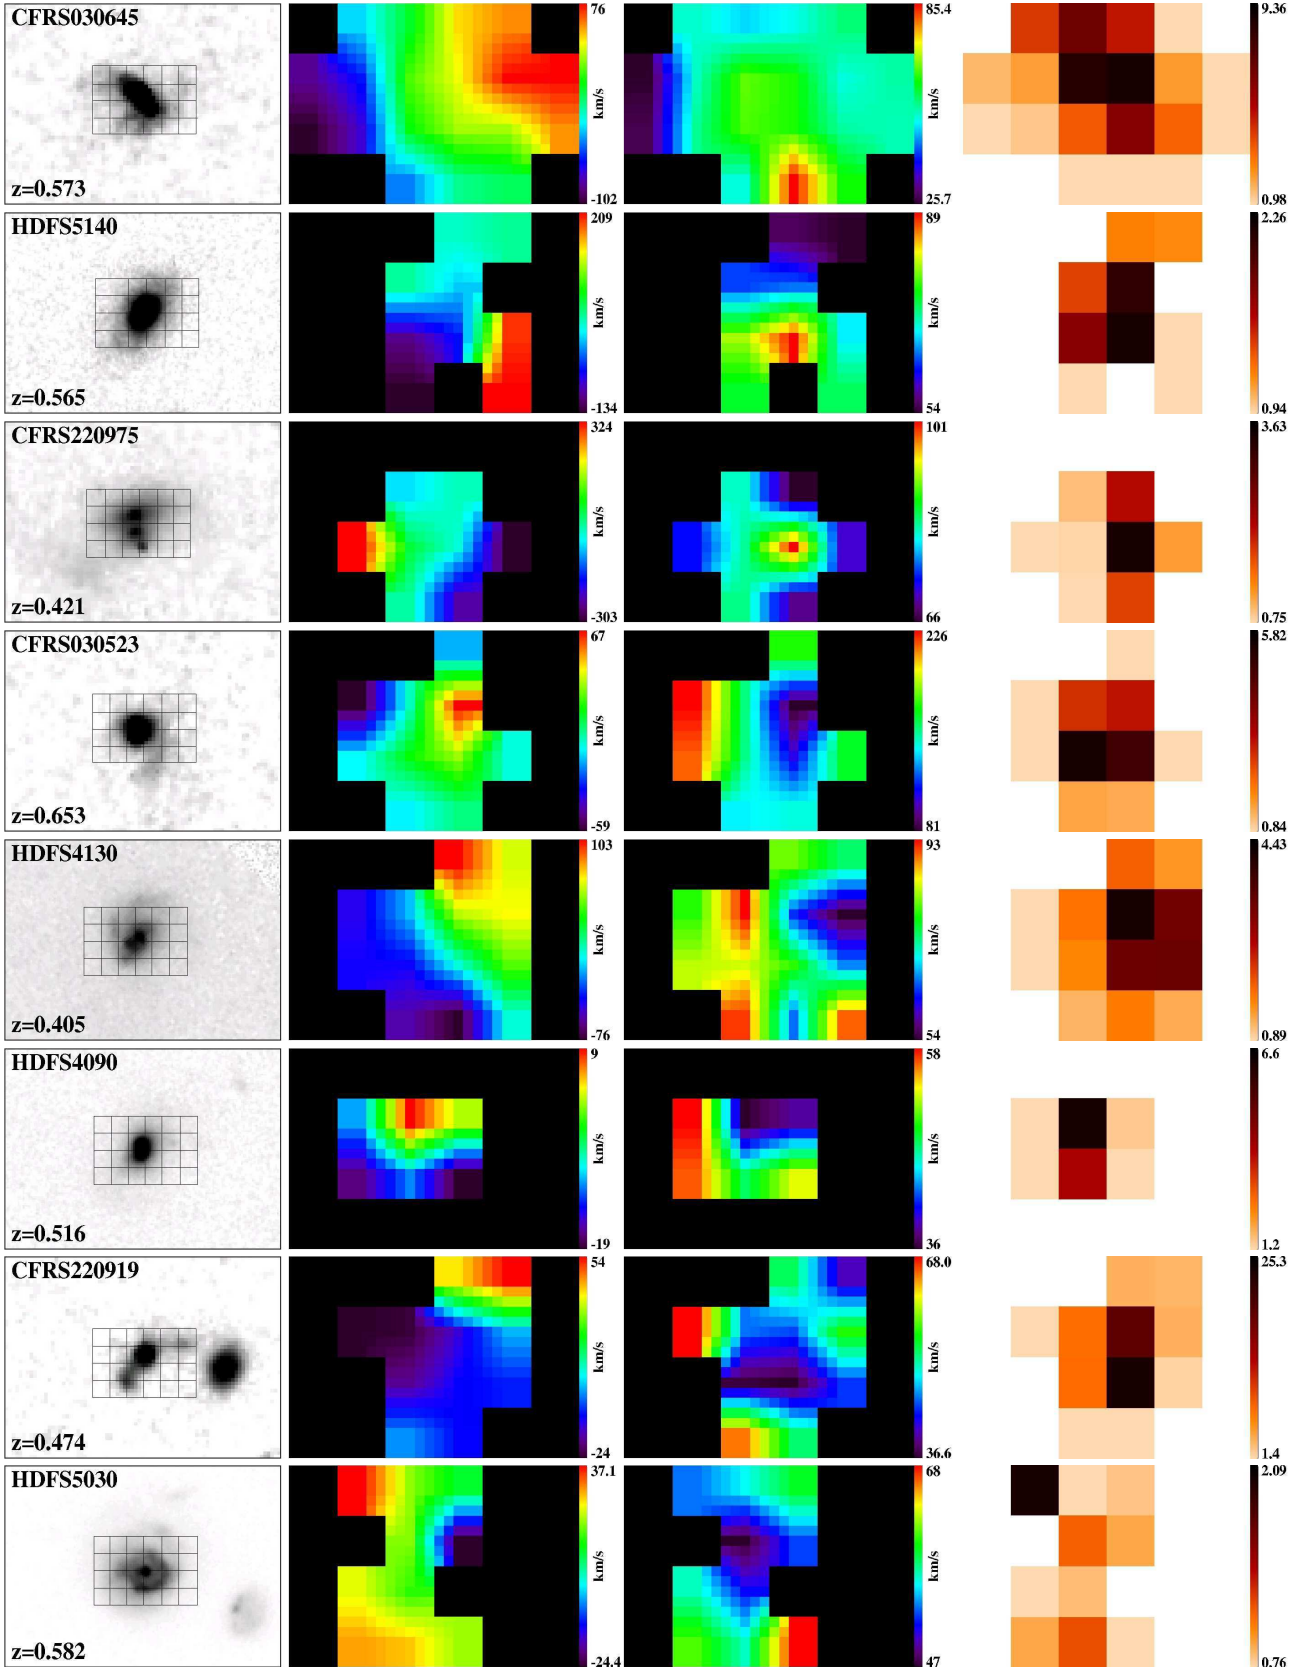 CFRS030645
76
85.4
9.36
km/s
km/s
z=0.573
-102
25.7
0.98
HDFS5140
209
89
2.26
km/s
km/s
z=0.565
-134
54
0.94
CFRS220975
324
101
3.63
km/s
km/s
z=0.421
-303
66
0.75
CFRS030523
67
226
5.82
km/s
km/s
z=0.653
-59
81
0.84
HDFS4130
103
93
4.43
km/s
km/s
z=0.405
-76
54
0.89
HDFS4090
9
58
6.6
km/s
km/s
z=0.516
-19
36
1.2
CFRS220919
54
68.0
25.3
km/s
km/s
z=0.474
-24
36.6
1.4
HDFS5030
37.1
68
2.09
km/s
km/s
z=0.582
-24.4
47
0.76